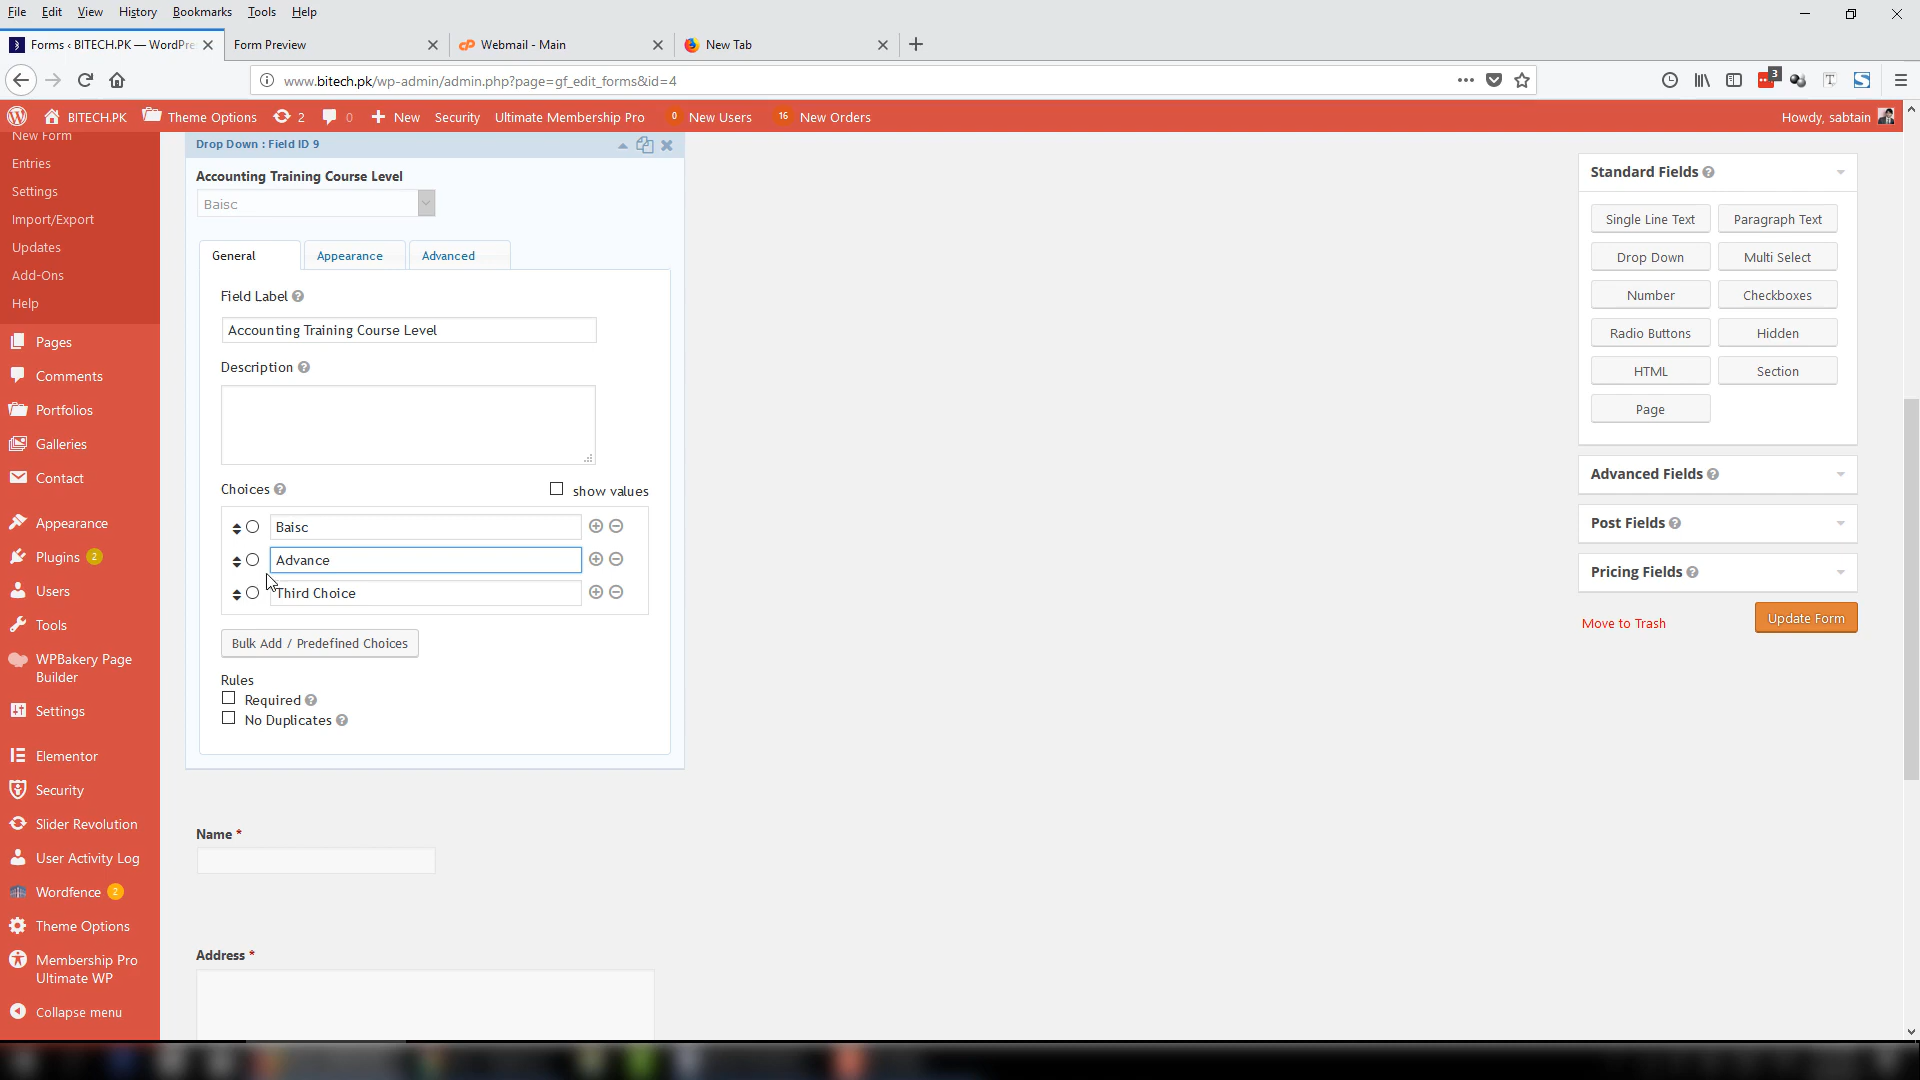 File Edit View History Bookmarks Tools Help
Forms ‹ BITECH.PK — WordPre
Form Preview
Webmail - Main
New Tab
www.bitech.pk/wp-admin/admin.php?page=gf_edit_forms&id=4
3
BITECH.PK Theme Options 2 0 New Security Ultimate Membership Pro 0 New Users 16 New Orders Howdy, sabtain
New Form
Entries
Settings
Import/Export
Updates
Add-Ons
Help
Pages
Comments
Portfolios
Galleries
Contact
Appearance
Plugins 2
Users
Tools
WPBakery Page
Builder
Settings
Elementor
Security
Slider Revolution
User Activity Log
Wordfence 2
Theme Options
Membership Pro
Ultimate WP
Collapse menu
Drop Down : Field ID 9
Accounting Training Course Level
Baisc
General Appearance Advanced
Field Label
Accounting Training Course Level
Description
Choices show values
Baisc
Advance
Third Choice
Bulk Add / Predefined Choices
Rules
Required
No Duplicates
Name *
Address *
Standard Fields
Single Line Text Paragraph Text
Drop Down Multi Select
Number Checkboxes
Radio Buttons Hidden
HTML Section
Page
Advanced Fields
Post Fields
Pricing Fields
Move to Trash Update Form